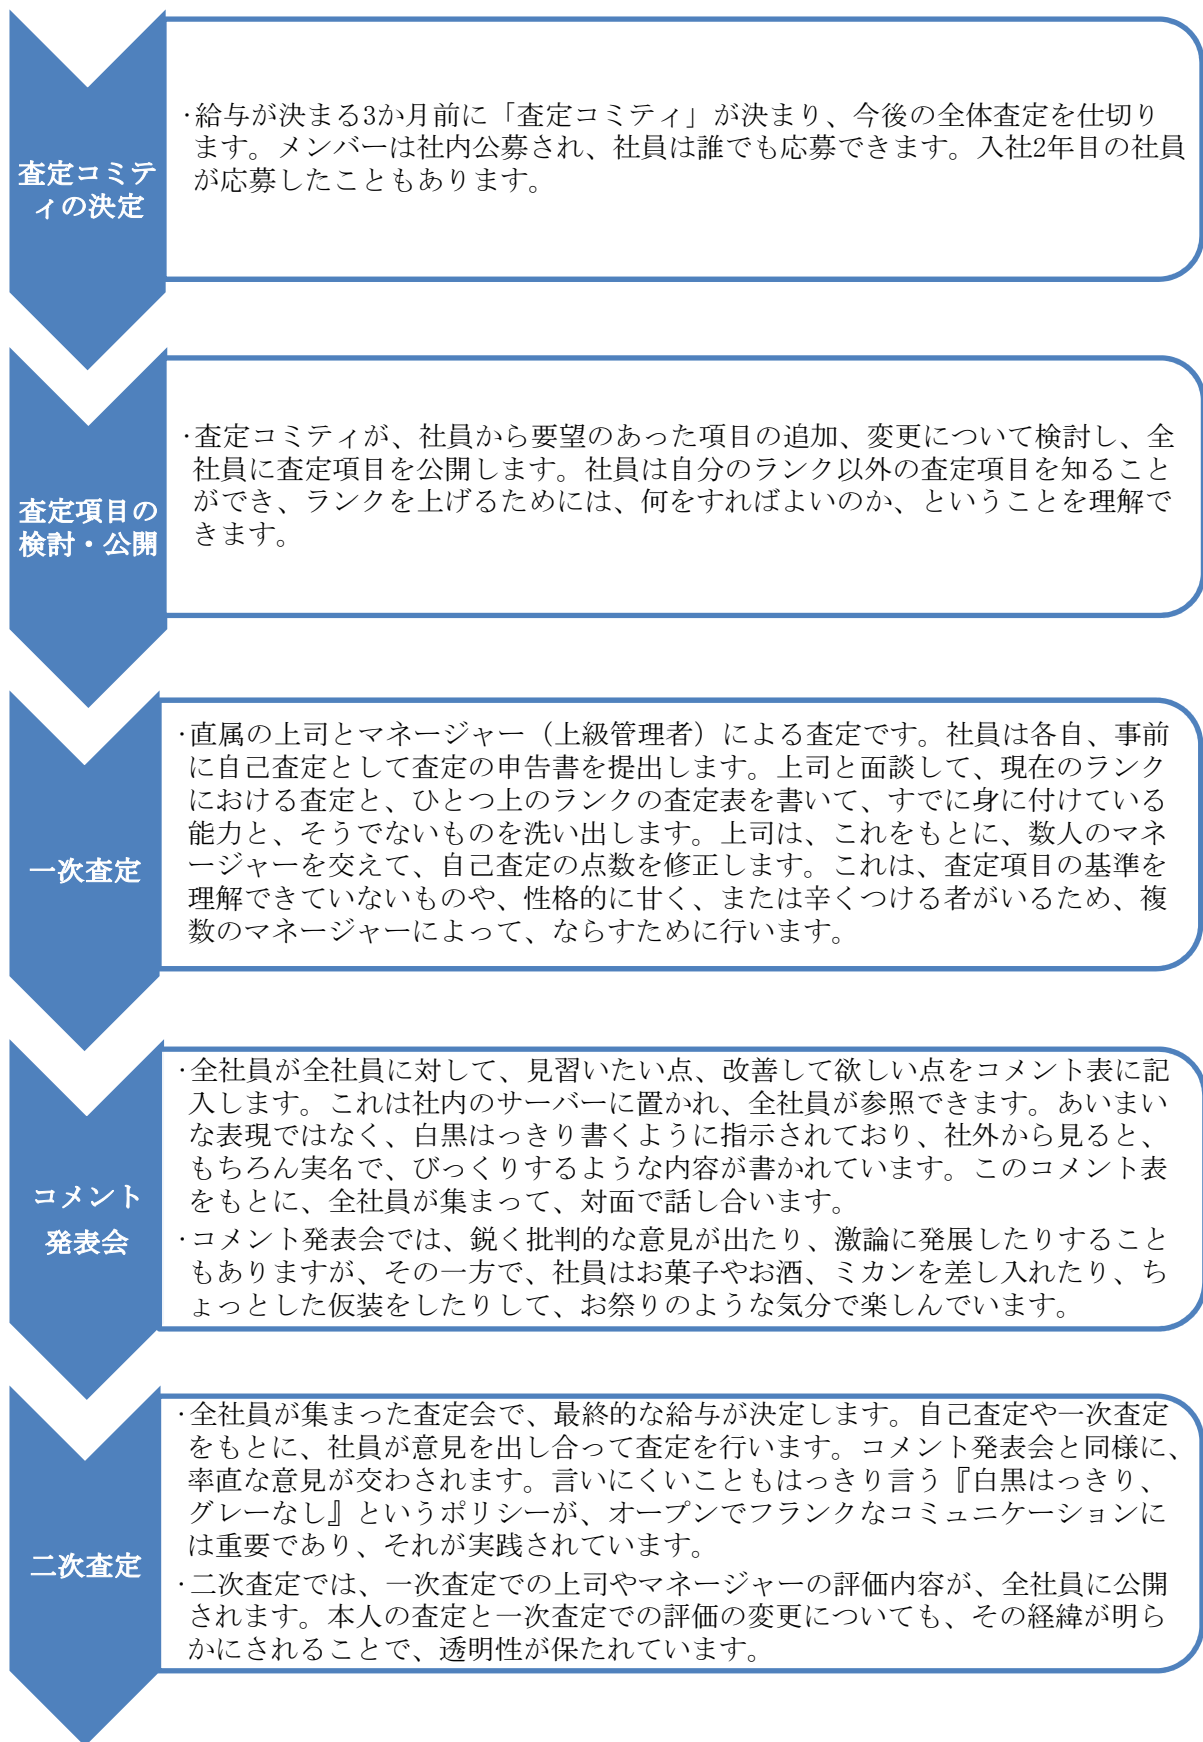 査定コミテ
ィの決定
·給与が決まる3か月前に「査定コミティ」が決まり、今後の全体査定を仕切り
ます。メンバーは社内公募され、社員は誰でも応募できます。入社2年目の社員
が応募したこともあります。
査定項目の
検討・公開
·査定コミティが、社員から要望のあった項目の追加、変更について検討し、全
社員に査定項目を公開します。社員は自分のランク以外の査定項目を知ること
ができ、ランクを上げるためには、何をすればよいのか、ということを理解で
きます。
一次査定
·直属の上司とマネージャー（上級管理者）による査定です。社員は各自、事前
に自己査定として査定の申告書を提出します。上司と面談して、現在のランク
における査定と、ひとつ上のランクの査定表を書いて、すでに身に付けている
能力と、そうでないものを洗い出します。上司は、これをもとに、数人のマネ
ージャーを交えて、自己査定の点数を修正します。これは、査定項目の基準を
理解できていないものや、性格的に甘く、または辛くつける者がいるため、複
数のマネージャーによって、ならすために行います。
コメント
発表会
·全社員が全社員に対して、見習いたい点、改善して欲しい点をコメント表に記
入します。これは社内のサーバーに置かれ、全社員が参照できます。あいまい
な表現ではなく、白黒はっきり書くように指示されており、社外から見ると、
もちろん実名で、びっくりするような内容が書かれています。このコメント表
をもとに、全社員が集まって、対面で話し合います。
·コメント発表会では、鋭く批判的な意見が出たり、激論に発展したりすること
もありますが、その一方で、社員はお菓子やお酒、ミカンを差し入れたり、ち
ょっとした仮装をしたりして、お祭りのような気分で楽しんでいます。
二次査定
·全社員が集まった査定会で、最終的な給与が決定します。自己査定や一次査定
をもとに、社員が意見を出し合って査定を行います。コメント発表会と同様に、
率直な意見が交わされます。言いにくいこともはっきり言う『白黒はっきり、
グレーなし』というポリシーが、オープンでフランクなコミュニケーションに
は重要であり、それが実践されています。
·二次査定では、一次査定での上司やマネージャーの評価内容が、全社員に公開
されます。本人の査定と一次査定での評価の変更についても、その経緯が明ら
かにされることで、透明性が保たれています。